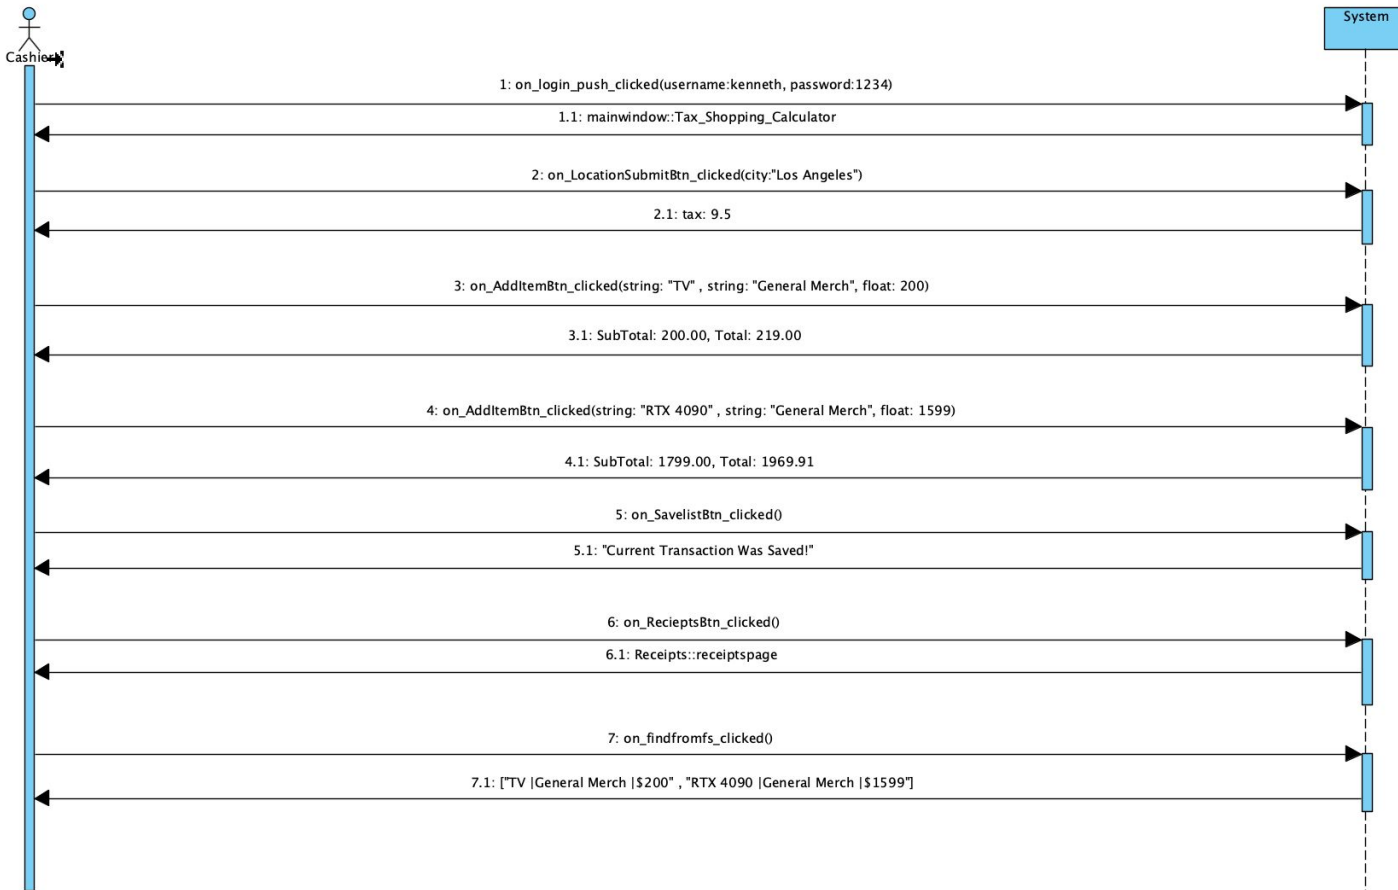 System
Cashier
1: on_login_push_clicked(username:kenneth, password:1234)
1.1: mainwindow::Tax_Shopping_Calculator
2: on_LocationSubmitBtn_clicked(city:"Los Angeles")
2.1: tax: 9.5
3: on_AddItemBtn_clicked(string: "TV" , string: "General Merch", float: 200)
3.1: SubTotal: 200.00, Total: 219.00
4: on_AddItemBtn_clicked(string: "RTX 4090" , string: "General Merch", float: 1599)
4.1: SubTotal: 1799.00, Total: 1969.91
5: on_SavelistBtn_clicked()
5.1: "Current Transaction Was Saved!"
6: on_RecieptsBtn_clicked()
6.1: Receipts::receiptspage
7: on_findfromfs_clicked()
7.1: ["TV |General Merch |$200" , "RTX 4090 |General Merch |$1599"]